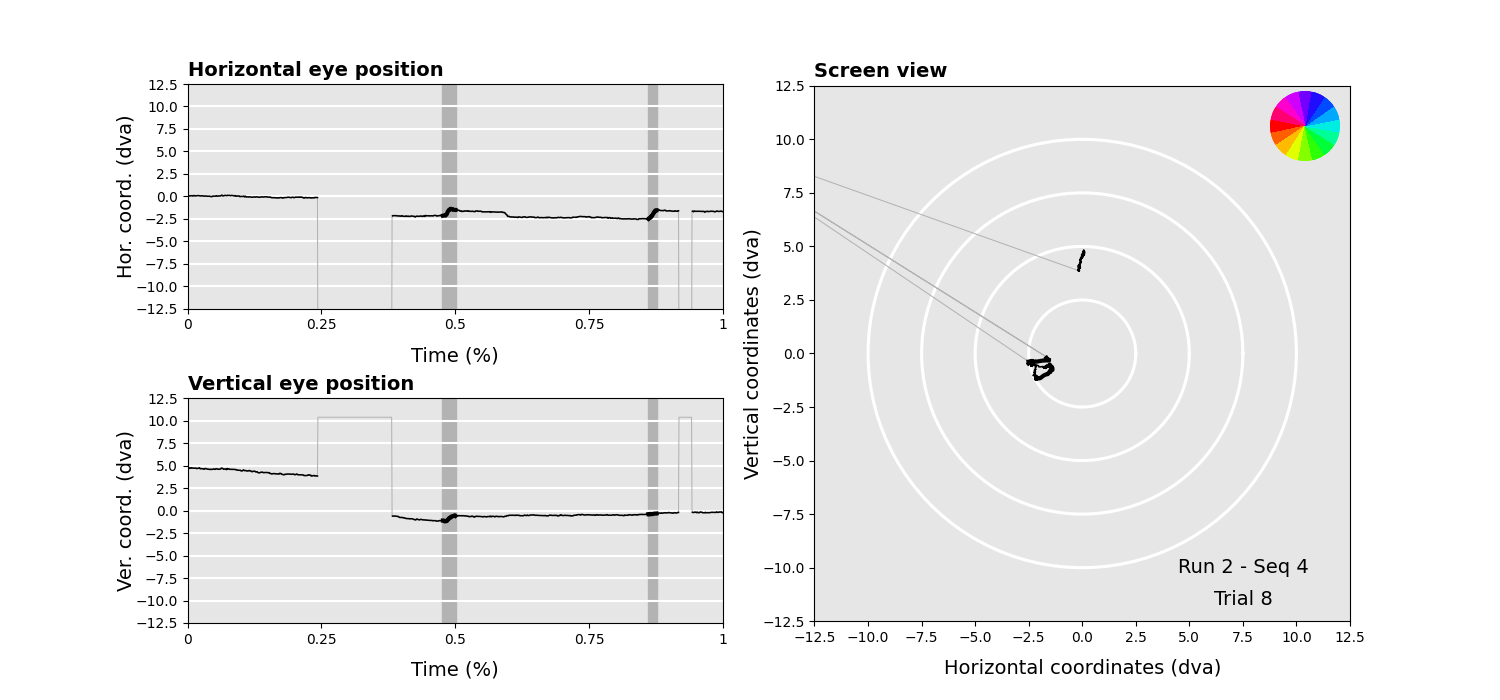 Horizontal eye position
12.5
10.0
7.5
5.0
2.5
0.0
−2.5
−5.0
−7.5
−10.0
−12.5
Hor. coord. (dva)
0 0.25 0.5 0.75 1
Time (%)
Vertical eye position
12.5
10.0
7.5
5.0
2.5
0.0
−2.5
−5.0
−7.5
−10.0
−12.5
Ver. coord. (dva)
0 0.25 0.5 0.75 1
Time (%)
Screen view
12.5
10.0
7.5
5.0
2.5
0.0
−2.5
−5.0
−7.5
−10.0
−12.5
Vertical coordinates (dva)
Run 2 - Seq 4
Trial 8
−12.5 −10.0 −7.5 −5.0 −2.5 0.0 2.5 5.0 7.5 10.0 12.5
Horizontal coordinates (dva)